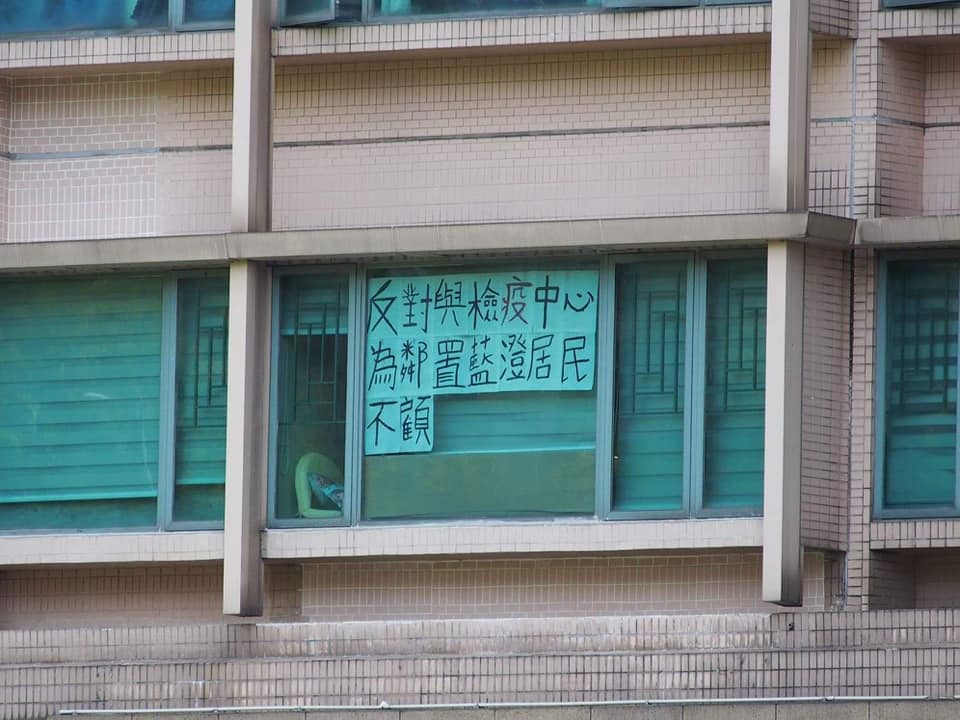 反對與檢疫中心
為鄰置藍澄居民
不顧